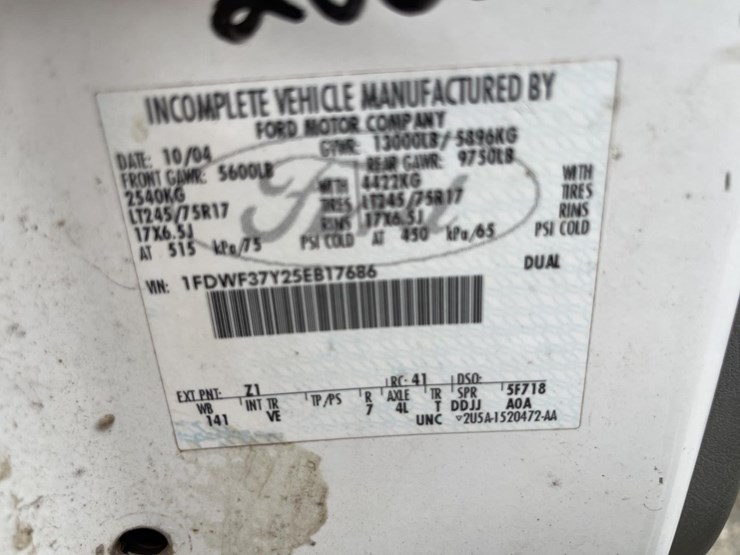 INCOMPLETE VEHICLE MANUFACTURED BY
FORD MOTOR COMPANY
DATE: 10/04 GVWR: 13000LB / 5896KG
FRONT GAWR: 5600LB REAR GAWR: 9750LB
2540KG WITH 4422KG WITH
LT245/75R17 TIRES LT245/75R17 TIRES
17X6.5J RIMS 17X6.5J RIMS
AT 515 kPa/75 PSI COLD AT 450 kPa/65 PSI COLD
DUAL
VIN: 1FDWF37Y25EB17686
EXT PNT: Z1 RC: 41 DSO:
WB INT TR TP/PS R AXLE TR SPR 5F718
141 VE 7 4L T DDJJ A0A
UNC 2U5A-1520472-AA